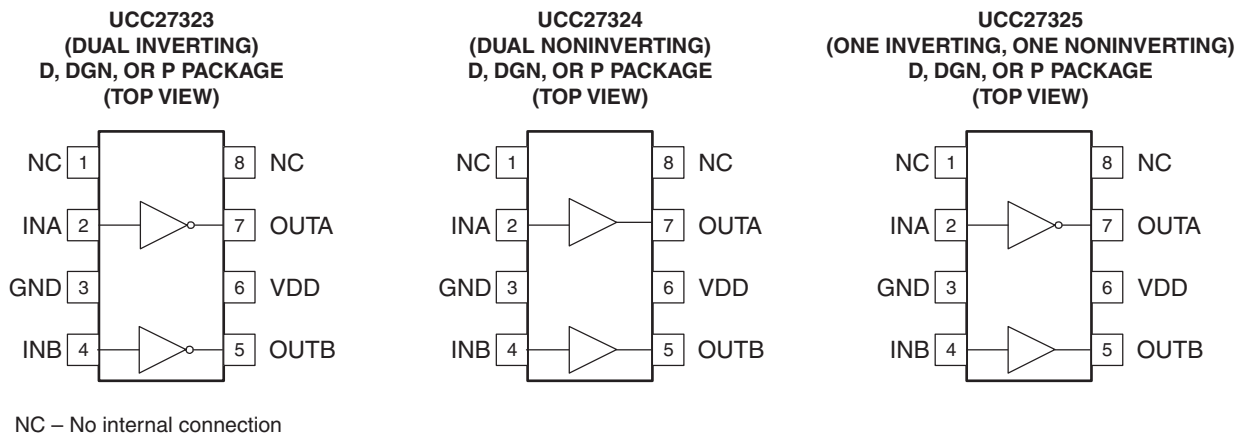 UCC27323
(DUAL INVERTING)
D, DGN, OR P PACKAGE
(TOP VIEW)
NC 1 8 NC
INA 2 7 OUTA
GND 3 6 VDD
INB 4 5 OUTB
UCC27324
(DUAL NONINVERTING)
D, DGN, OR P PACKAGE
(TOP VIEW)
NC 1 8 NC
INA 2 7 OUTA
GND 3 6 VDD
INB 4 5 OUTB
UCC27325
(ONE INVERTING, ONE NONINVERTING)
D, DGN, OR P PACKAGE
(TOP VIEW)
NC 1 8 NC
INA 2 7 OUTA
GND 3 6 VDD
INB 4 5 OUTB
NC – No internal connection